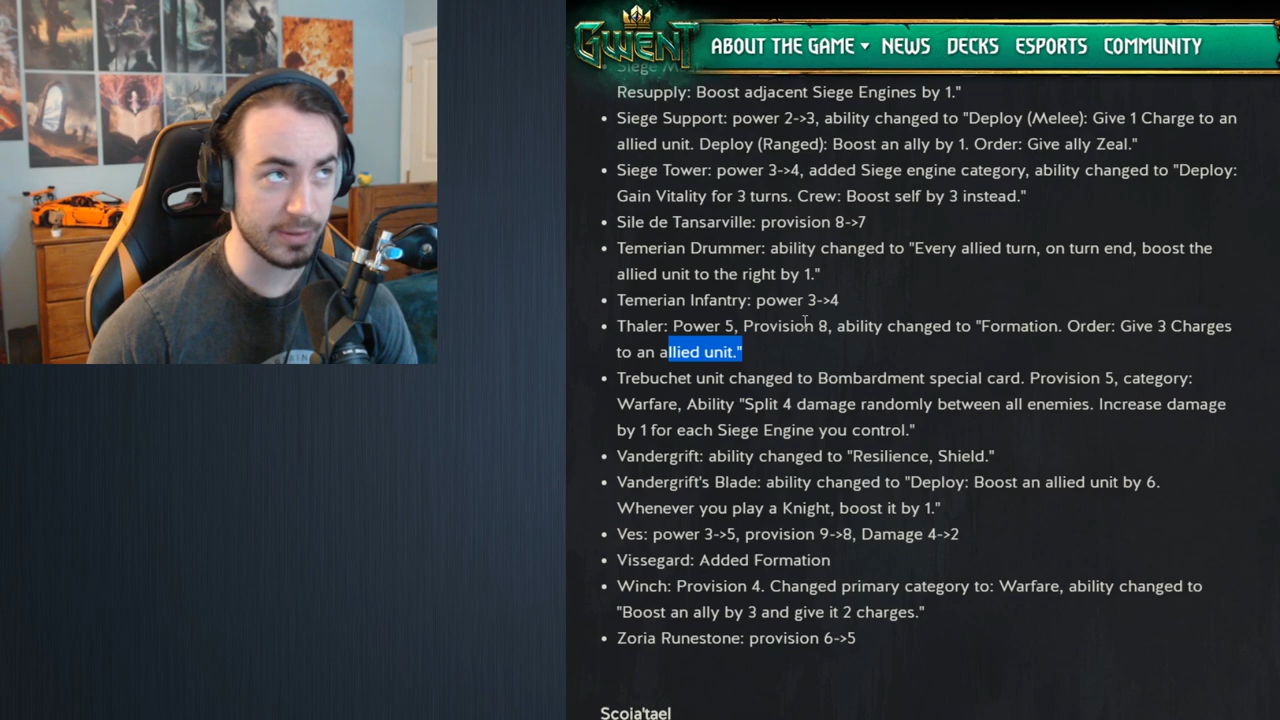 GWENT
ABOUT THE GAME NEWS DECKS ESPORTS COMMUNITY
Resupply: Boost adjacent Siege Engines by 1."
• Siege Support: power 2->3, ability changed to "Deploy (Melee): Give 1 Charge to an
allied unit. Deploy (Ranged): Boost an ally by 1. Order: Give ally Zeal."
• Siege Tower: power 3->4, added Siege engine category, ability changed to "Deploy:
Gain Vitality for 3 turns. Crew: Boost self by 3 instead."
• Sile de Tansarville: provision 8->7
• Temerian Drummer: ability changed to "Every allied turn, on turn end, boost the
allied unit to the right by 1."
• Temerian Infantry: power 3->4
• Thaler: Power 5, Provision 8, ability changed to "Formation. Order: Give 3 Charges
to an allied unit."
• Trebuchet unit changed to Bombardment special card. Provision 5, category:
Warfare, Ability "Split 4 damage randomly between all enemies. Increase damage
by 1 for each Siege Engine you control."
• Vandergrift: ability changed to "Resilience, Shield."
• Vandergrift's Blade: ability changed to "Deploy: Boost an allied unit by 6.
Whenever you play a Knight, boost it by 1."
• Ves: power 3->5, provision 9->8, Damage 4->2
• Vissegard: Added Formation
• Winch: Provision 4. Changed primary category to: Warfare, ability changed to
"Boost an ally by 3 and give it 2 charges."
• Zoria Runestone: provision 6->5
Scoia'tael